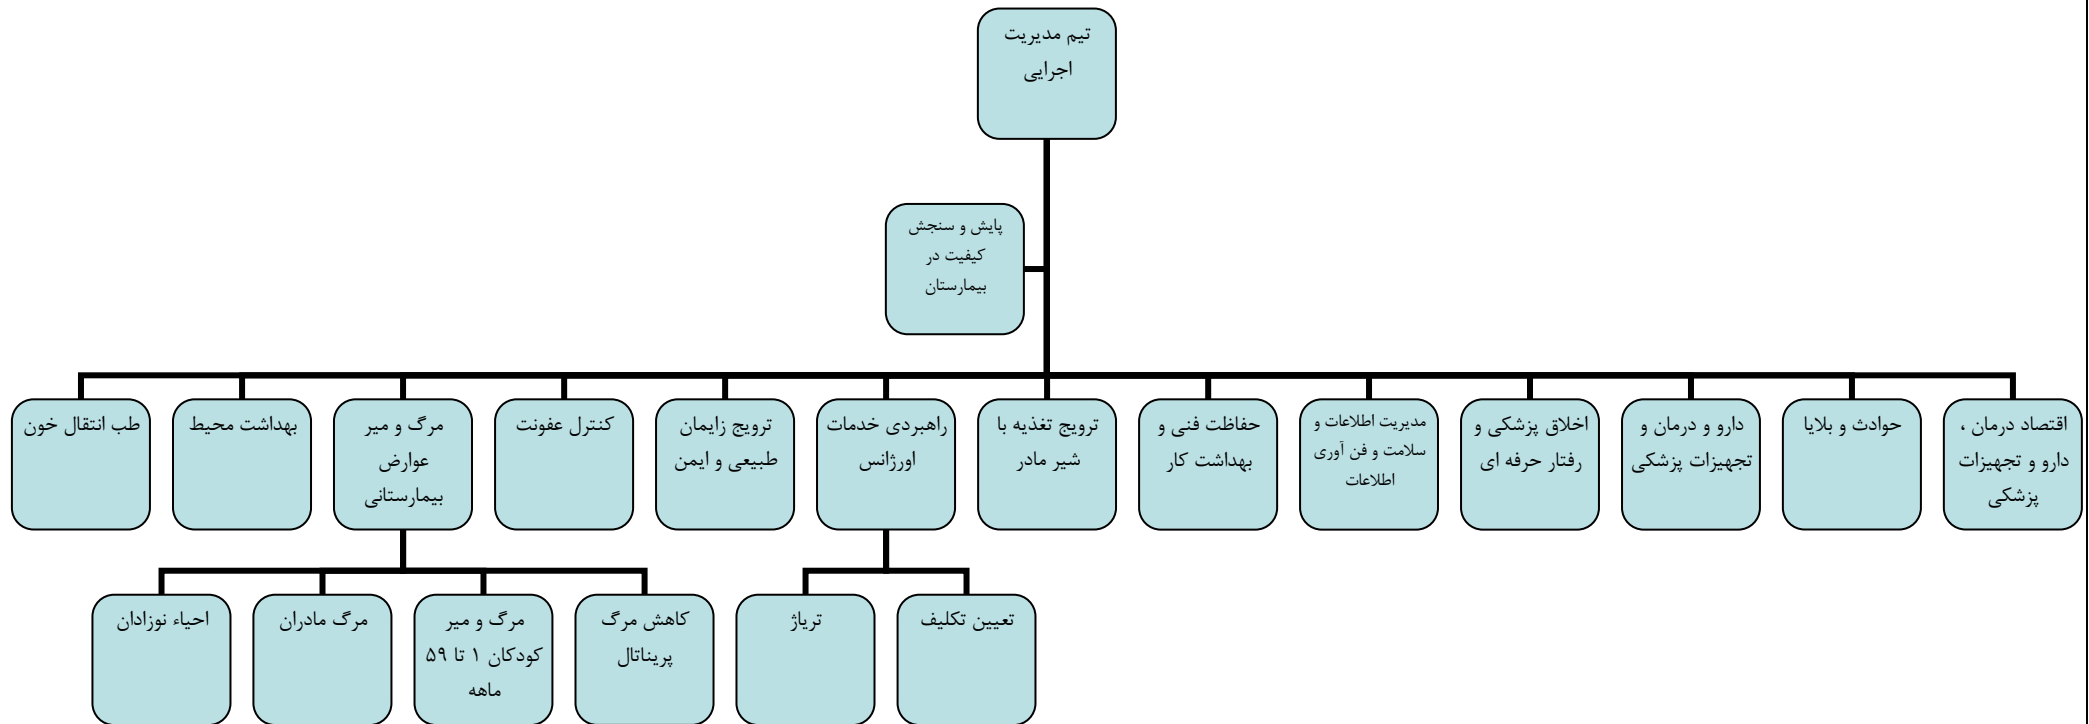 تیم مدیریت
اجرایی
پایش و سنجش
کیفیت در
بیمارستان
اقتصاد درمان ،
دارو و تجهیزات
پزشکی
حوادث و بلایا
دارو و درمان و
تجهیزات پزشکی
اخلاق پزشکی و
رفتار حرفه ای
مدیریت اطلاعات و
سلامت و فن آوری
اطلاعات
حفاظت فنی و
بهداشت کار
ترویج تغذیه با
شیر مادر
راهبردی خدمات
اورژانس
ترویج زایمان
طبیعی و ایمن
کنترل عفونت
مرگ و میر
عوارض
بیمارستانی
بهداشت محیط
طب انتقال خون
تعیین تکلیف
تریاژ
کاهش مرگ
پریناتال
مرگ و میر
کودکان ۱ تا ۵۹
ماهه
مرگ مادران
احیاء نوزادان